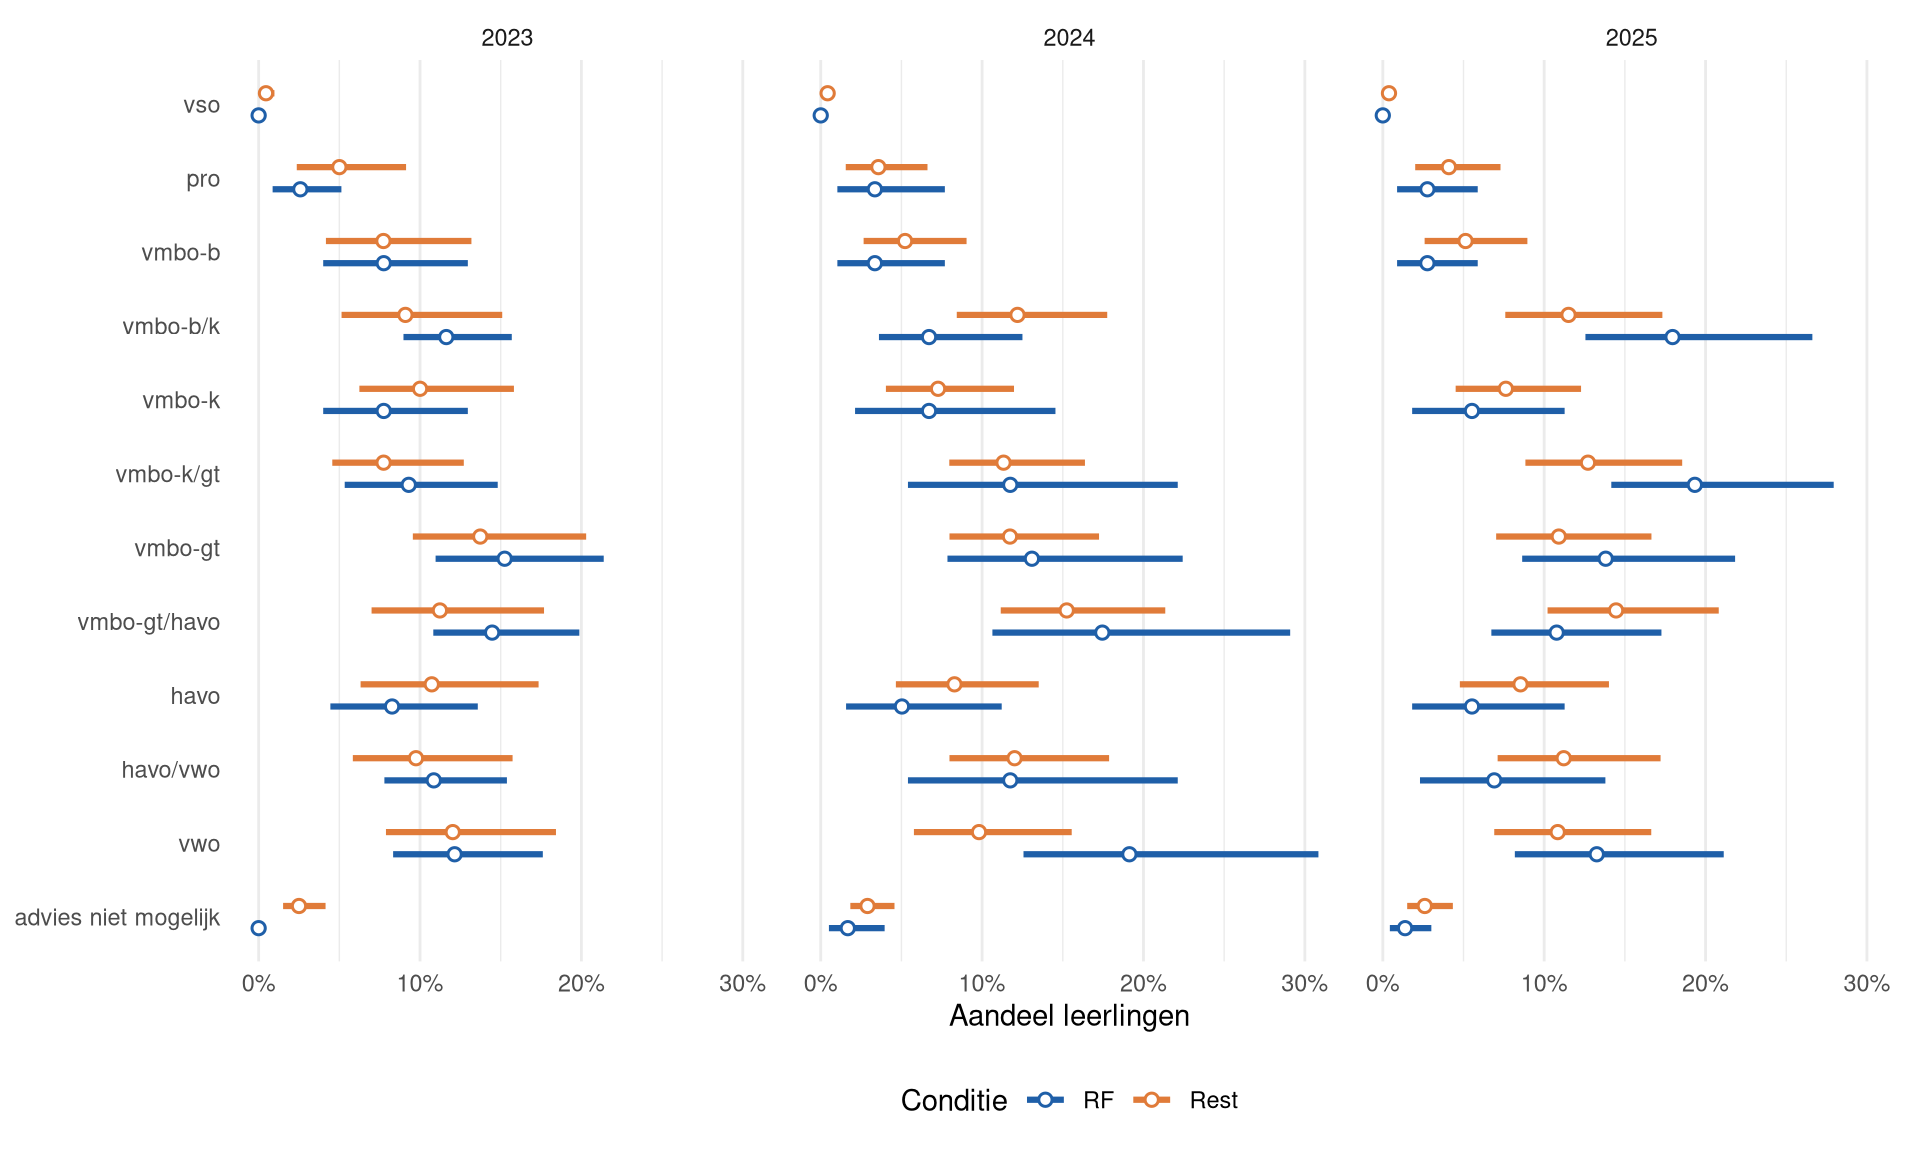 2023 2024 2025
vso
pro
vmbo-b
vmbo-b/k
vmbo-k
vmbo-k/gt
vmbo-gt
vmbo-gt/havo
havo
havo/vwo
vwo
advies niet mogelijk
0% 10% 20% 30% 0% 10% 20% 30% 0% 10% 20% 30%
Aandeel leerlingen
Conditie RF Rest